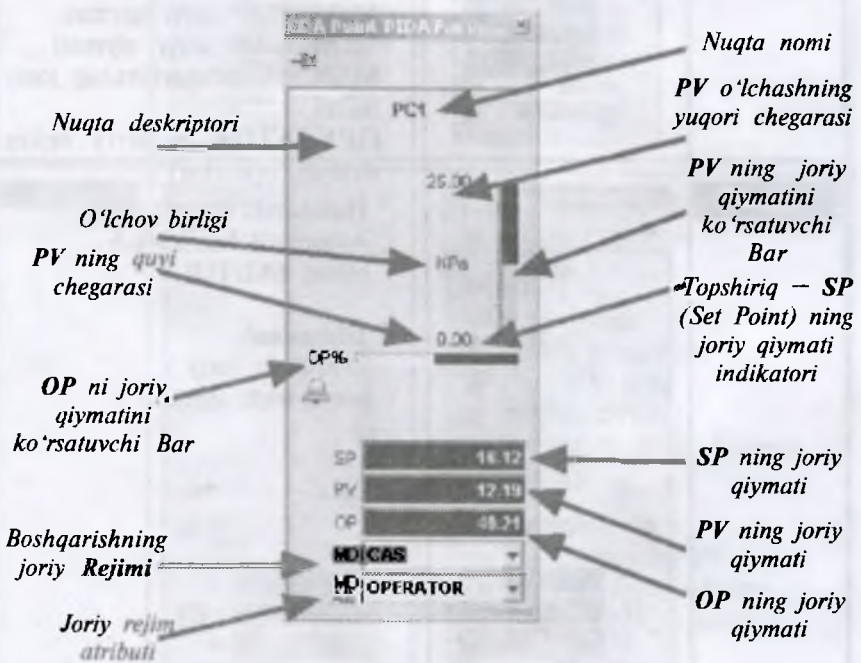 Nuqta nomi
PC1
PV o‘lchashning
yuqori chegarasi
Nuqta deskriptori
25.00
PV ning joriy
qiymatini
ko‘rsatuvchi
Bar
O‘lchov birligi
KPa
PV ning quyi
chegarasi
Topshiriq — SP
(Set Point) ning
joriy qiymati
indikatori
0.00
OP%
OP ni joriy
qiymatini
ko‘rsatuvchi Bar
SP 16.12
SP ning joriy
qiymati
PV 12.19
PV ning joriy
qiymati
OP
OP ning joriy
qiymati
Boshqarishning
joriy Rejimi
MD CAS
OPERATOR
Joriy rejim
atributi